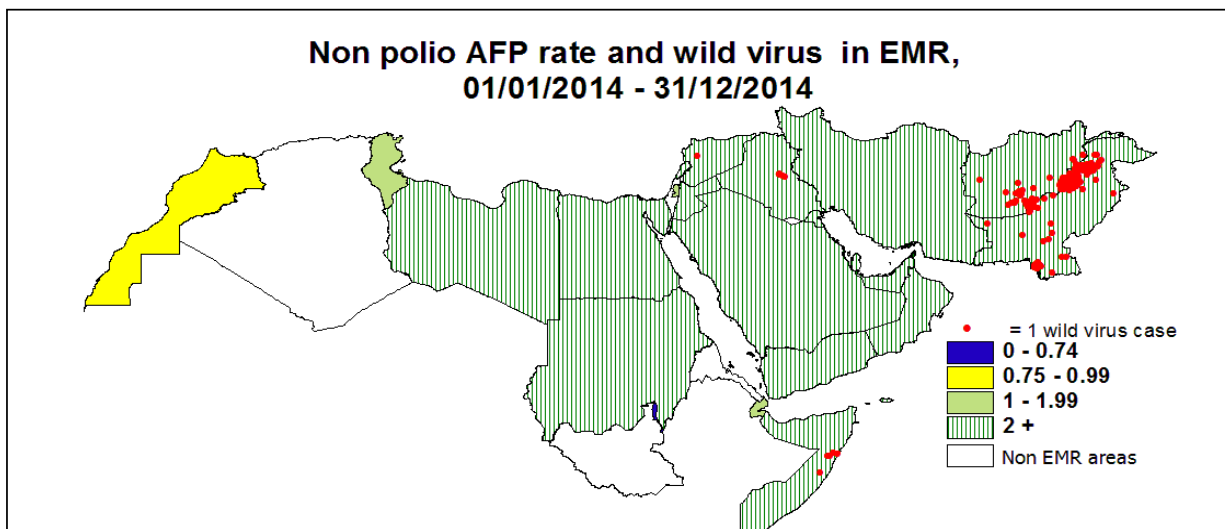 Non polio AFP rate and wild virus in EMR,
01/01/2014 - 31/12/2014
= 1 wild virus case
0 - 0.74
0.75 - 0.99
1 - 1.99
2 +
Non EMR areas